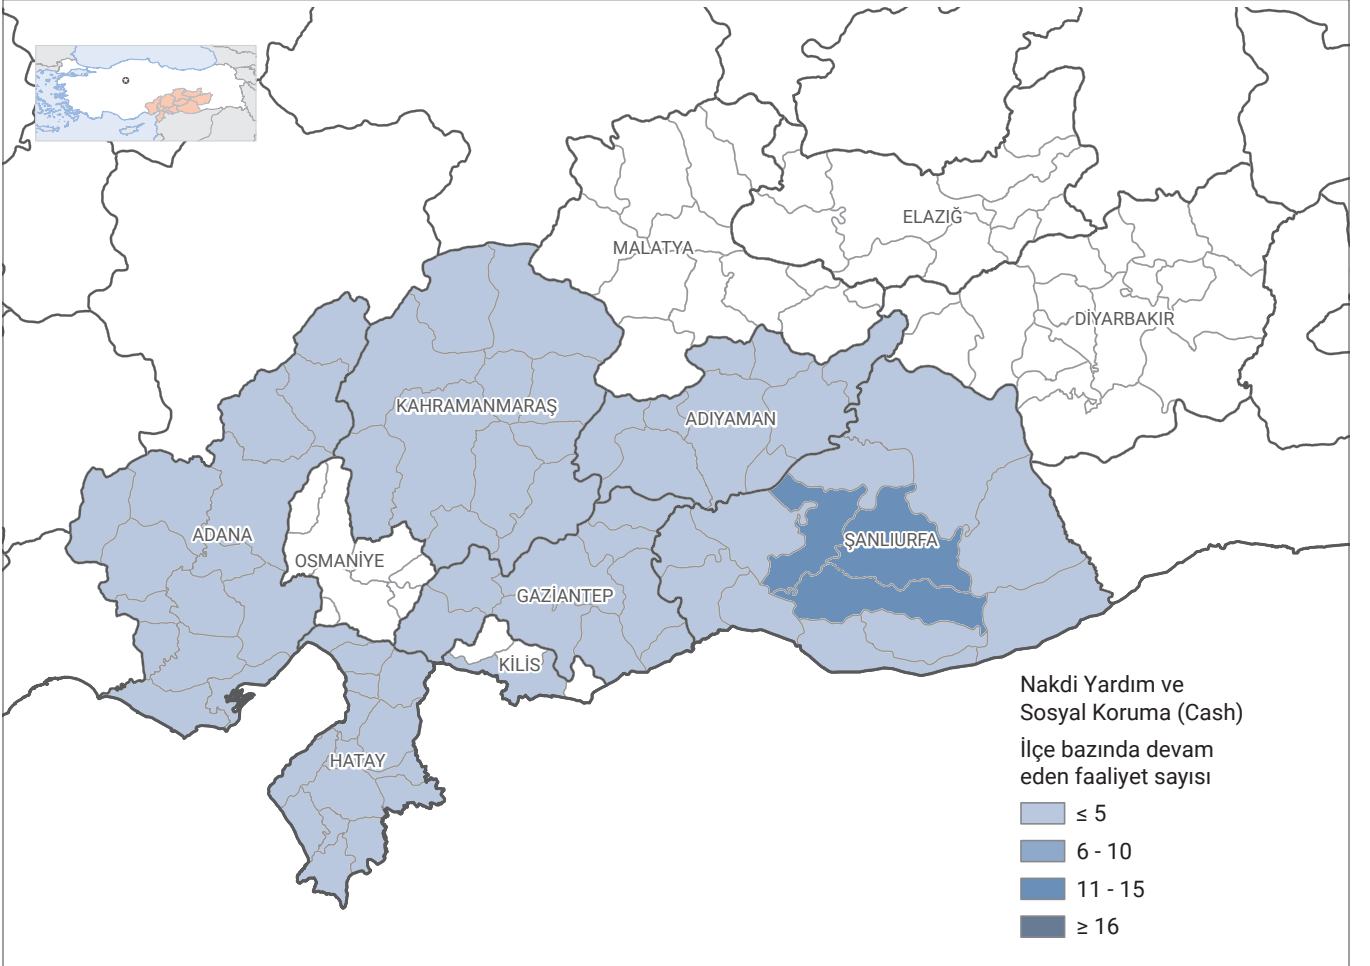 ELAZIĞ
MALATYA
DİYARBAKIR
KAHRAMANMARAŞ
ADIYAMAN
ADANA
ŞANLIURFA
OSMANİYE
GAZİANTEP
KİLİS
HATAY
Nakdi Yardım ve
Sosyal Koruma (Cash)
İlçe bazında devam
eden faaliyet sayısı
≤ 5
6 - 10
11 - 15
≥ 16